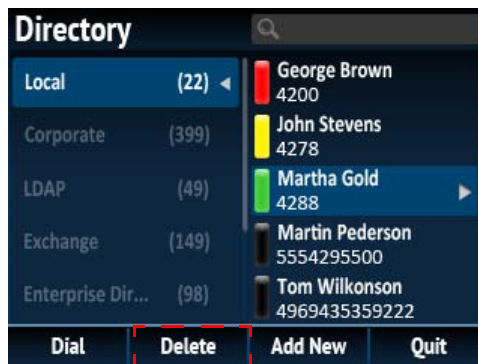 Directory
Local (22)
Corporate (399)
LDAP (49)
Exchange (149)
Enterprise Dir... (98)
George Brown
4200
John Stevens
4278
Martha Gold
4288
Martin Pederson
5554295500
Tom Wilkonson
4969435359222
Dial Delete Add New Quit